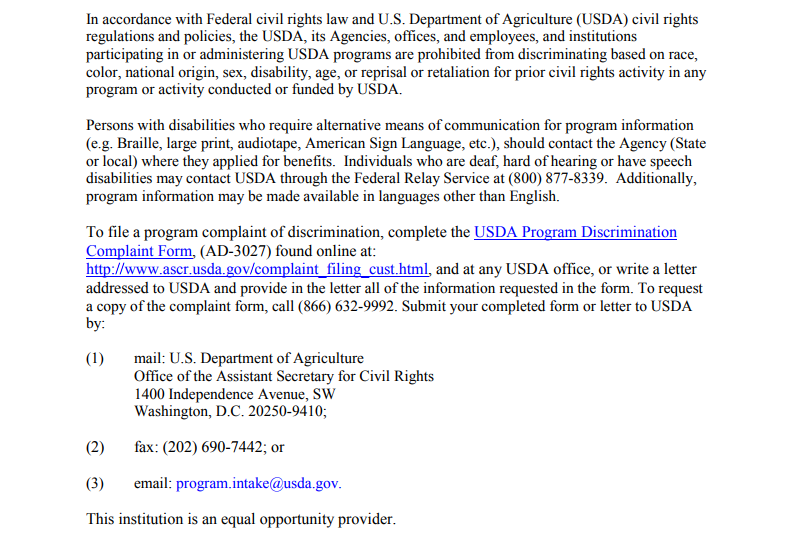 In accordance with Federal civil rights law and U.S. Department of Agriculture (USDA) civil rights
regulations and policies, the USDA, its Agencies, offices, and employees, and institutions
participating in or administering USDA programs are prohibited from discriminating based on race,
color, national origin, sex, disability, age, or reprisal or retaliation for prior civil rights activity in any
program or activity conducted or funded by USDA.
Persons with disabilities who require alternative means of communication for program information
(e.g. Braille, large print, audiotape, American Sign Language, etc.), should contact the Agency (State
or local) where they applied for benefits.  Individuals who are deaf, hard of hearing or have speech
disabilities may contact USDA through the Federal Relay Service at (800) 877-8339.  Additionally,
program information may be made available in languages other than English.
To file a program complaint of discrimination, complete the USDA Program Discrimination
Complaint Form, (AD-3027) found online at:
http://www.ascr.usda.gov/complaint_filing_cust.html, and at any USDA office, or write a letter
addressed to USDA and provide in the letter all of the information requested in the form. To request
a copy of the complaint form, call (866) 632-9992. Submit your completed form or letter to USDA
by:
(1) mail: U.S. Department of Agriculture
Office of the Assistant Secretary for Civil Rights
1400 Independence Avenue, SW
Washington, D.C. 20250-9410;
(2) fax: (202) 690-7442; or
(3) email: program.intake@usda.gov.
This institution is an equal opportunity provider.